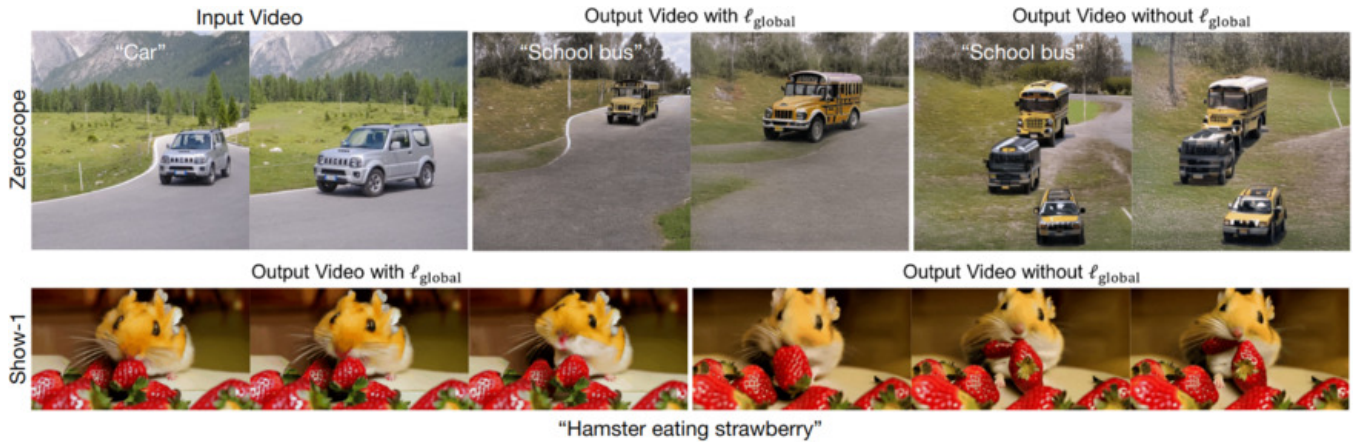 Input Video
Output Video with ℓglobal
Output Video without ℓglobal
Zeroscope
"Car"
"School bus"
"School bus"
Output Video with ℓglobal
Output Video without ℓglobal
Show-1
"Hamster eating strawberry"